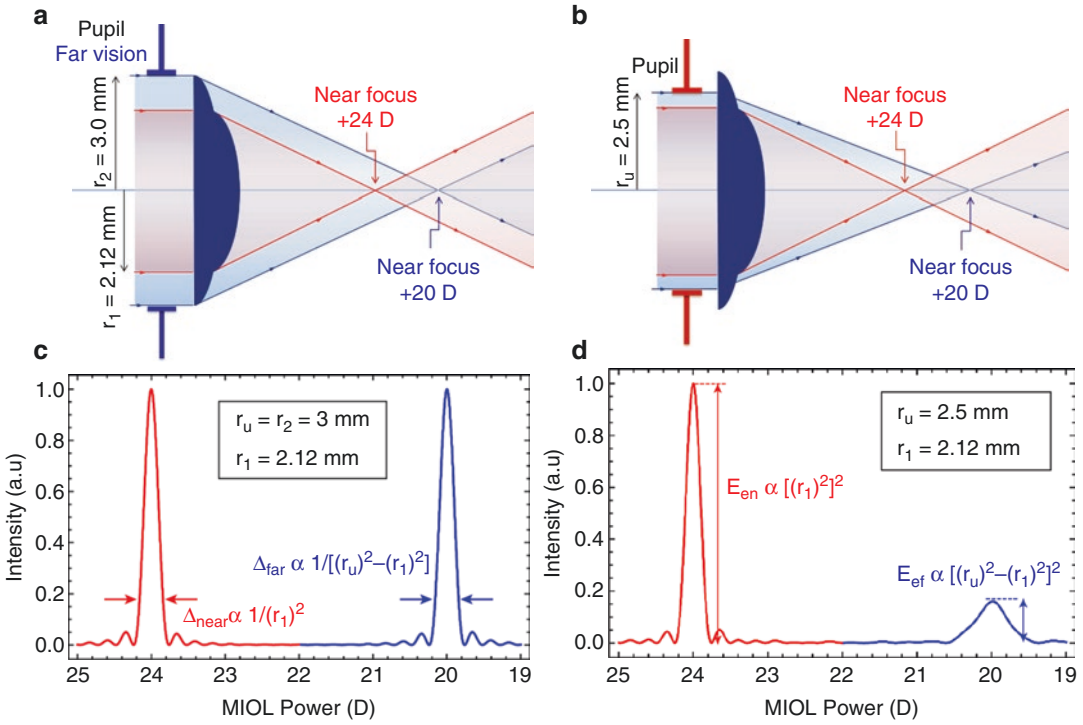 a
Pupil
Far vision
r2 = 3.0 mm
r1 = 2.12 mm
Near focus
+24 D
Near focus
+20 D
b
Pupil
ru = 2.5 mm
Near focus
+24 D
Near focus
+20 D
c
Intensity (a.u)
1.0
0.8
0.6
0.4
0.2
0.0
ru = r2 = 3 mm
r1 = 2.12 mm
Δfar α 1/[(ru)²–(r1)²]
Δnear α 1/(r1)²
25 24 23 22 21 20 19
MIOL Power (D)
d
Intensity (a.u)
1.0
0.8
0.6
0.4
0.2
0.0
ru = 2.5 mm
r1 = 2.12 mm
Een α [(r1)²]²
Eef α [(ru)²–(r1)²]²
25 24 23 22 21 20 19
MIOL Power (D)